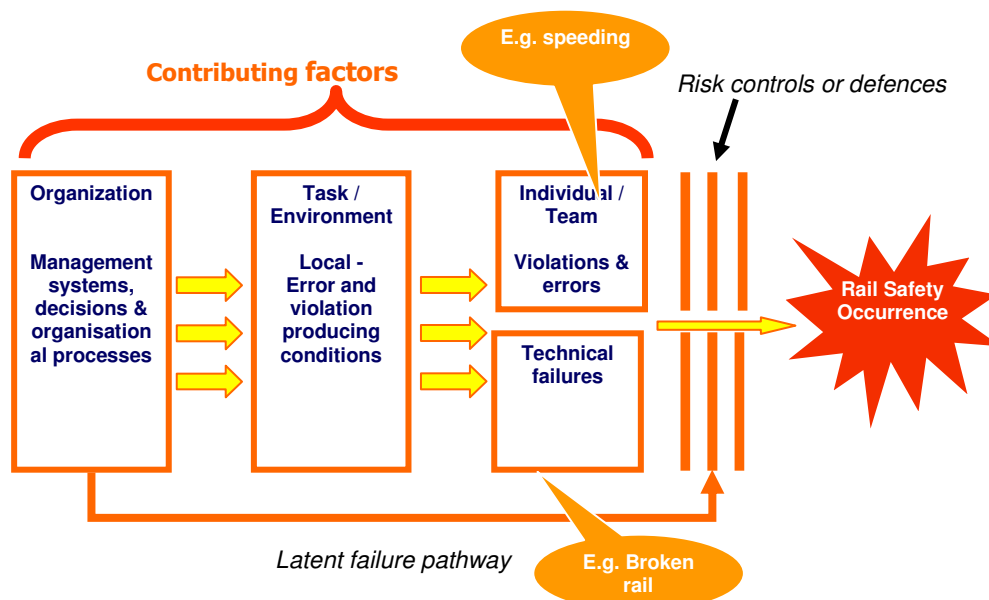 E.g. speeding
Contributing factors
Risk controls or defences
Organization
Management
systems,
decisions &
organisation
al processes
Task /
Environment
Local -
Error and
violation
producing
conditions
Individual /
Team
Violations &
errors
Technical
failures
Rail Safety
Occurrence
Latent failure pathway
E.g. Broken
rail